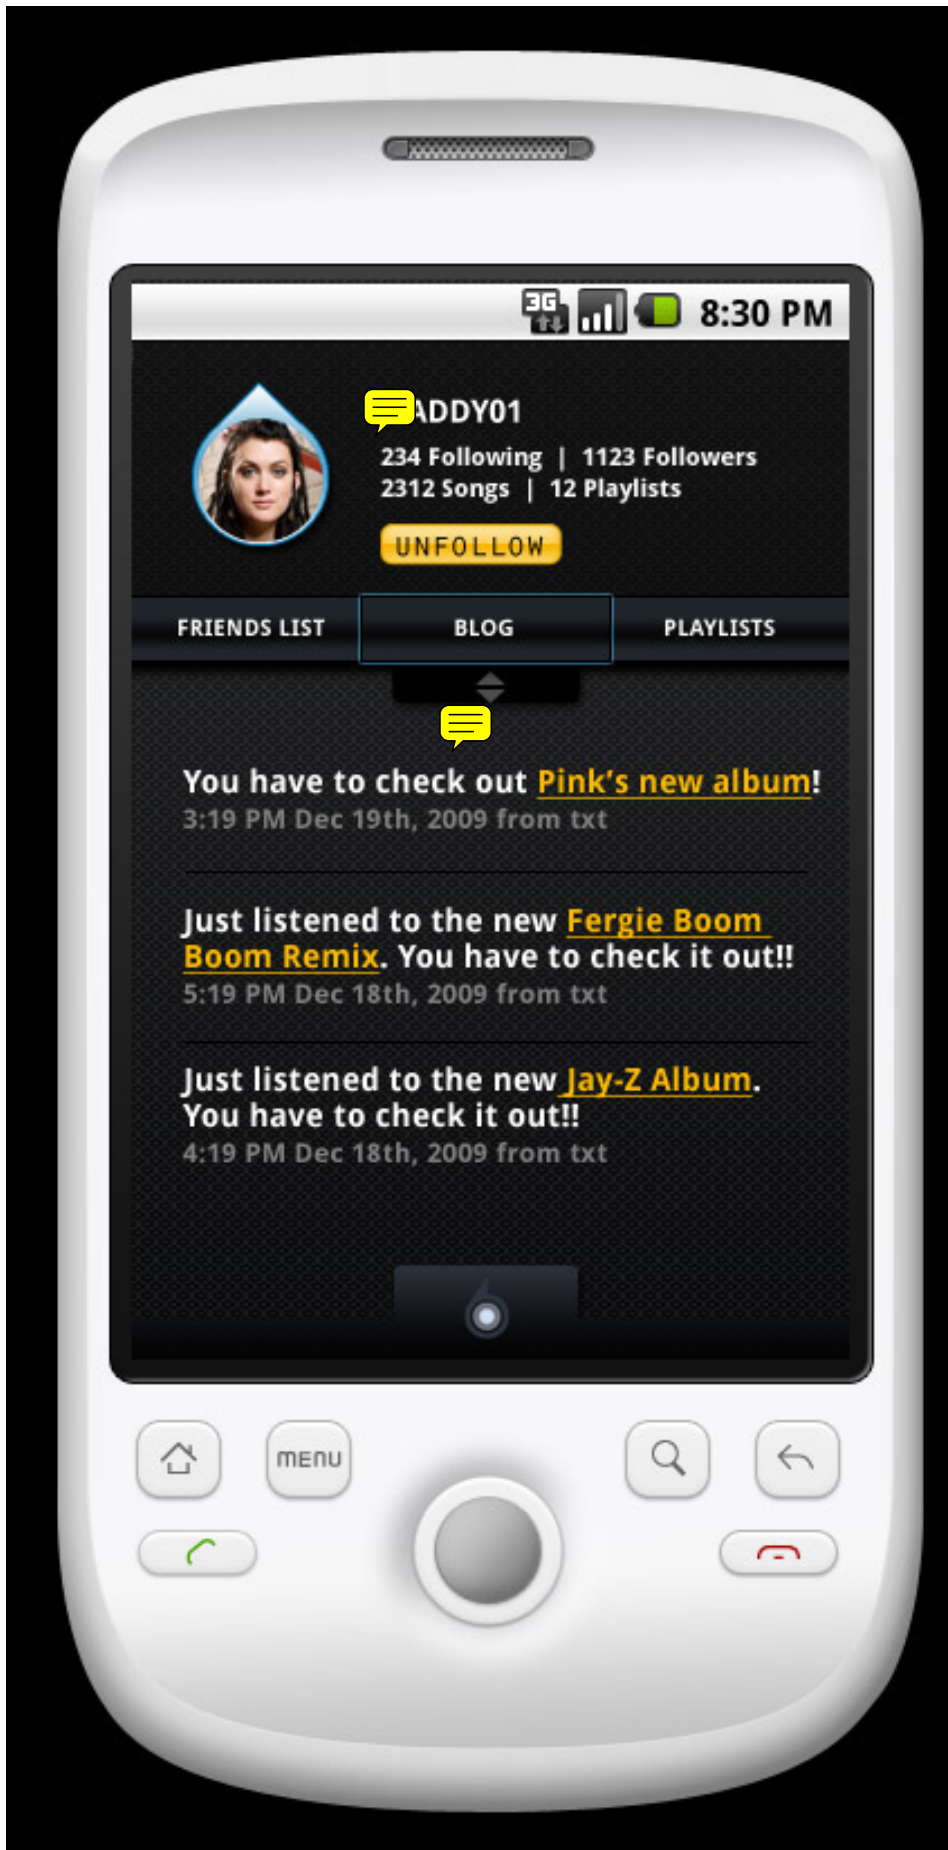 3G 8:30 PM
ADDY01
234 Following | 1123 Followers
2312 Songs | 12 Playlists
UNFOLLOW
FRIENDS LIST BLOG PLAYLISTS
You have to check out Pink's new album!
3:19 PM Dec 19th, 2009 from txt
Just listened to the new Fergie Boom
Boom Remix. You have to check it out!!
5:19 PM Dec 18th, 2009 from txt
Just listened to the new Jay-Z Album.
You have to check it out!!
4:19 PM Dec 18th, 2009 from txt
MENU